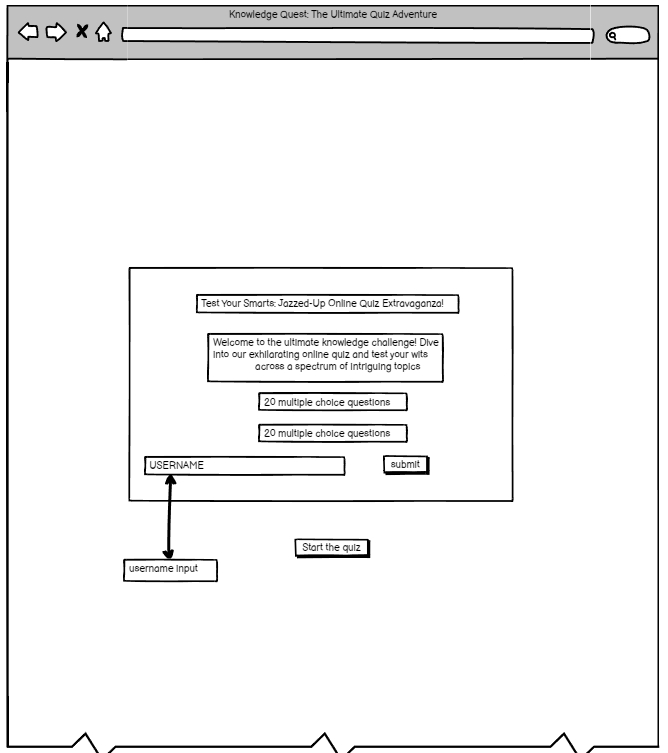 Knowledge Quest: The Ultimate Quiz Adventure
Test Your Smarts: Jazzed-Up Online Quiz Extravaganza!
Welcome to the ultimate knowledge challenge! Dive
into our exhilarating online quiz and test your wits
across a spectrum of intriguing topics
20 multiple choice questions
20 multiple choice questions
USERNAME
submit
Start the quiz
username input